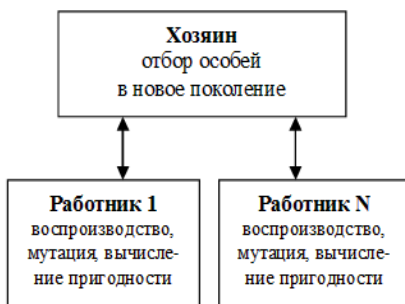 Хозяин
отбор особей
в новое поколение
Работник 1
воспроизводство,
мутация, вычисле-
ние пригодности
Работник N
воспроизводство,
мутация, вычисле-
ние пригодности